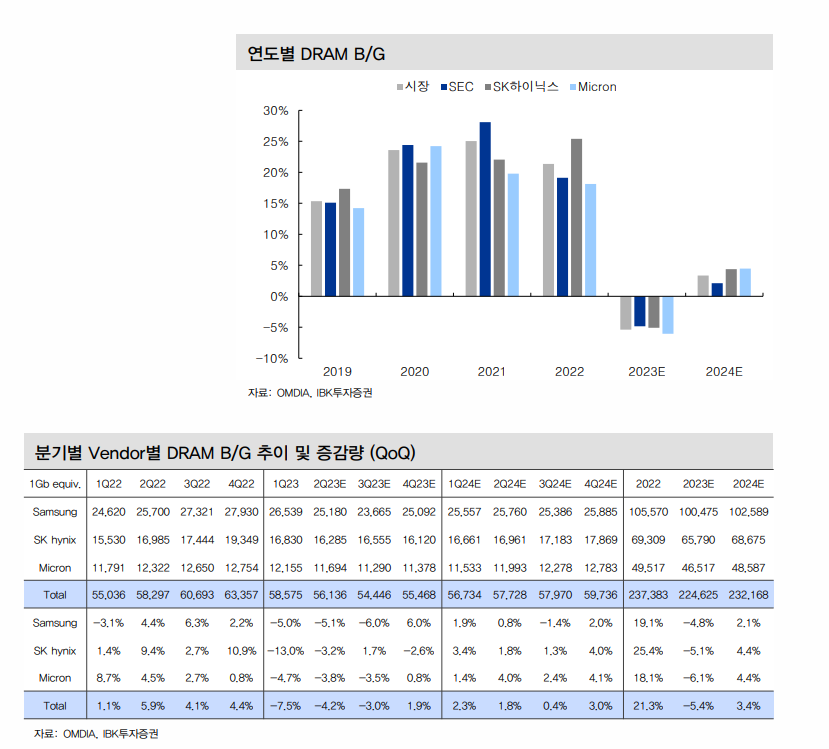 연도별 DRAM B/G
시장 SEC SK하이닉스 Micron
30%
25%
20%
15%
10%
5%
0%
-5%
-10%
2019 2020 2021 2022 2023E 2024E
자료: OMDIA, IBK투자증권
분기별 Vendor별 DRAM B/G 추이 및 증감량 (QoQ)
1Gb equiv. 1Q22 2Q22 3Q22 4Q22 1Q23 2Q23E 3Q23E 4Q23E 1Q24E 2Q24E 3Q24E 4Q24E 2022 2023E 2024E
Samsung 24,620 25,700 27,321 27,930 26,539 25,180 23,665 25,092 25,557 25,760 25,386 25,885 105,570 100,475 102,589
SK hynix 15,530 16,985 17,444 19,349 16,830 16,285 16,555 16,120 16,661 16,961 17,183 17,869 69,309 65,790 68,675
Micron 11,791 12,322 12,650 12,754 12,155 11,694 11,290 11,378 11,533 11,993 12,278 12,783 49,517 46,517 48,587
Total 55,036 58,297 60,693 63,357 58,575 56,136 54,446 55,468 56,734 57,728 57,970 59,736 237,383 224,625 232,168
Samsung -3.1% 4.4% 6.3% 2.2% -5.0% -5.1% -6.0% 6.0% 1.9% 0.8% -1.4% 2.0% 19.1% -4.8% 2.1%
SK hynix 1.4% 9.4% 2.7% 10.9% -13.0% -3.2% 1.7% -2.6% 3.4% 1.8% 1.3% 4.0% 25.4% -5.1% 4.4%
Micron 8.7% 4.5% 2.7% 0.8% -4.7% -3.8% -3.5% 0.8% 1.4% 4.0% 2.4% 4.1% 18.1% -6.1% 4.4%
Total 1.1% 5.9% 4.1% 4.4% -7.5% -4.2% -3.0% 1.9% 2.3% 1.8% 0.4% 3.0% 21.3% -5.4% 3.4%
자료: OMDIA, IBK투자증권